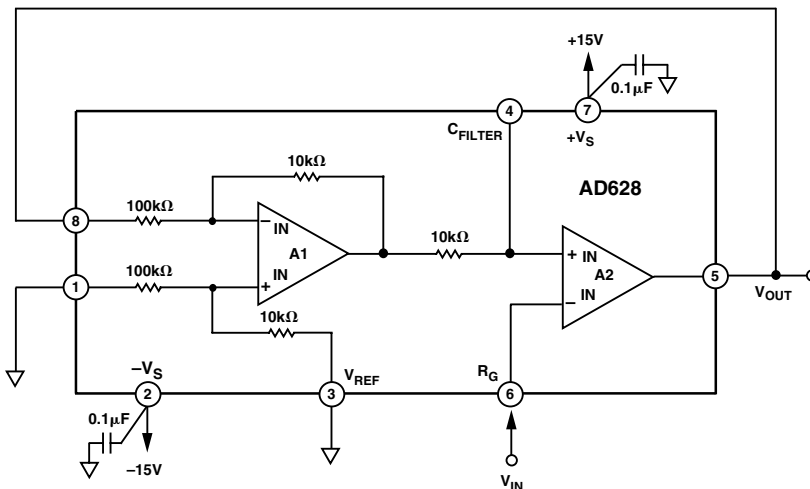 +15V
0.1µF
4
7
C_FILTER
+V_S
10kΩ
AD628
100kΩ
8
–
IN
A1
10kΩ
+
IN
A2
5
100kΩ
IN
1
+
–
IN
V_OUT
10kΩ
–V_S
V_REF
R_G
2
3
6
0.1µF
–15V
V_IN